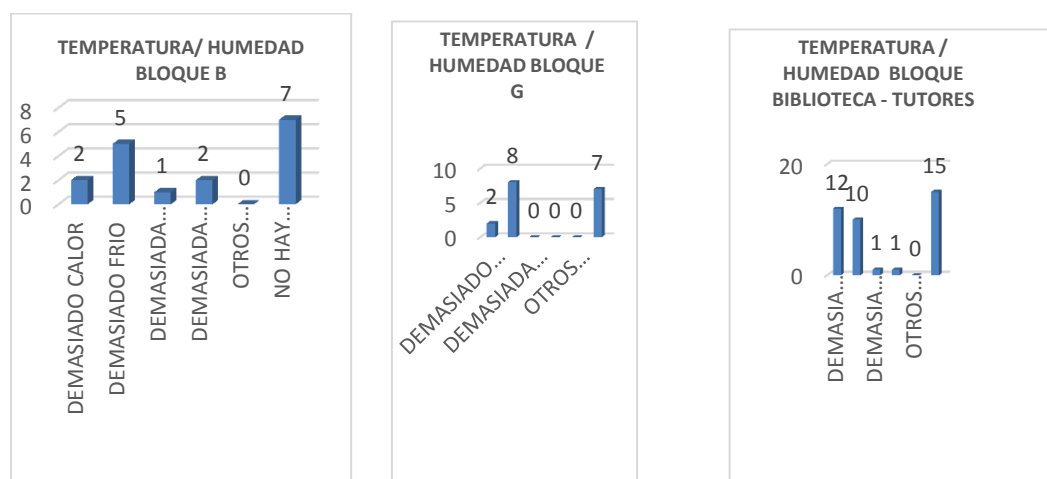 TEMPERATURA/ HUMEDAD
BLOQUE B
8
6
4
2
0
2
5
1
2
0
7
DEMASIADO CALOR
DEMASIADO FRIO
DEMASIADA...
DEMASIADA...
OTROS...
NO HAY...
TEMPERATURA /
HUMEDAD BLOQUE
G
10
5
0
2
8
0
0
0
7
DEMASIADO...
DEMASIADA...
OTROS...
TEMPERATURA /
HUMEDAD BLOQUE
BIBLIOTECA - TUTORES
20
0
12
10
1
1
0
15
DEMASIA...
DEMASIA...
OTROS...